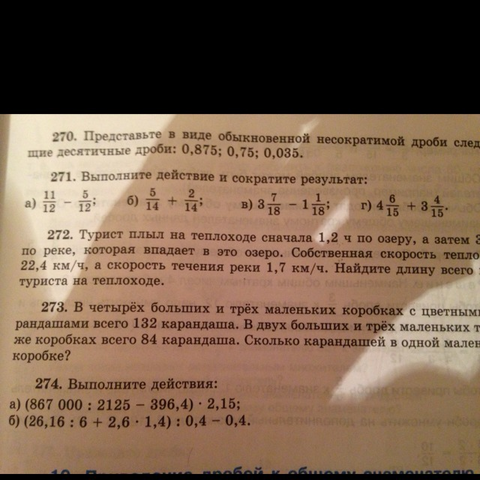 270. Представьте в виде обыкновенной несократимой дроби след
щие десятичные дроби: 0,875; 0,75; 0,035.
271. Выполните действие и сократите результат:
а) 11/12 − 5/12; б) 5/14 + 2/14; в) 3 7/18 − 1 1/18; г) 4 6/15 + 3 4/15.
272. Турист плыл на теплоходе сначала 1,2 ч по озеру, а затем 3
по реке, которая впадает в это озеро. Собственная скорость тепло
22,4 км/ч, а скорость течения реки 1,7 км/ч. Найдите длину всего
туриста на теплоходе.
273. В четырёх больших и трёх маленьких коробках с цветными
рандашами всего 132 карандаша. В двух больших и трёх маленьких т
же коробках всего 84 карандаша. Сколько карандашей в одной мален
коробке?
274. Выполните действия:
а) (867 000 : 2125 − 396,4) · 2,15;
б) (26,16 : 6 + 2,6 · 1,4) : 0,4 − 0,4.
дробей к общему знаменателю